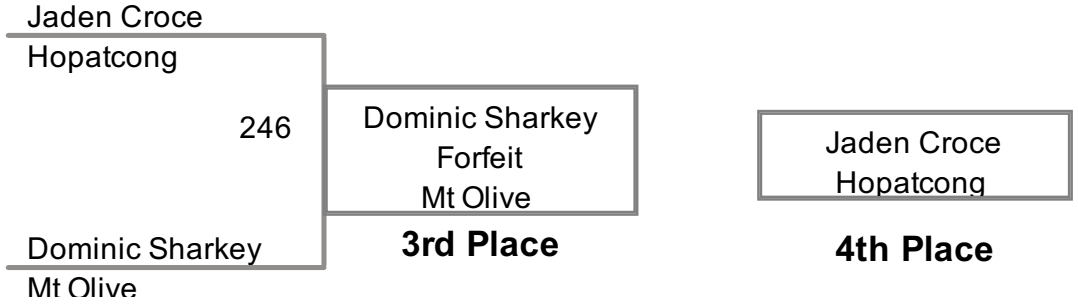 Jaden Croce
Hopatcong
246
Dominic Sharkey
Forfeit
Mt Olive
3rd Place
Jaden Croce
Hopatcong
4th Place
Dominic Sharkey
Mt Olive